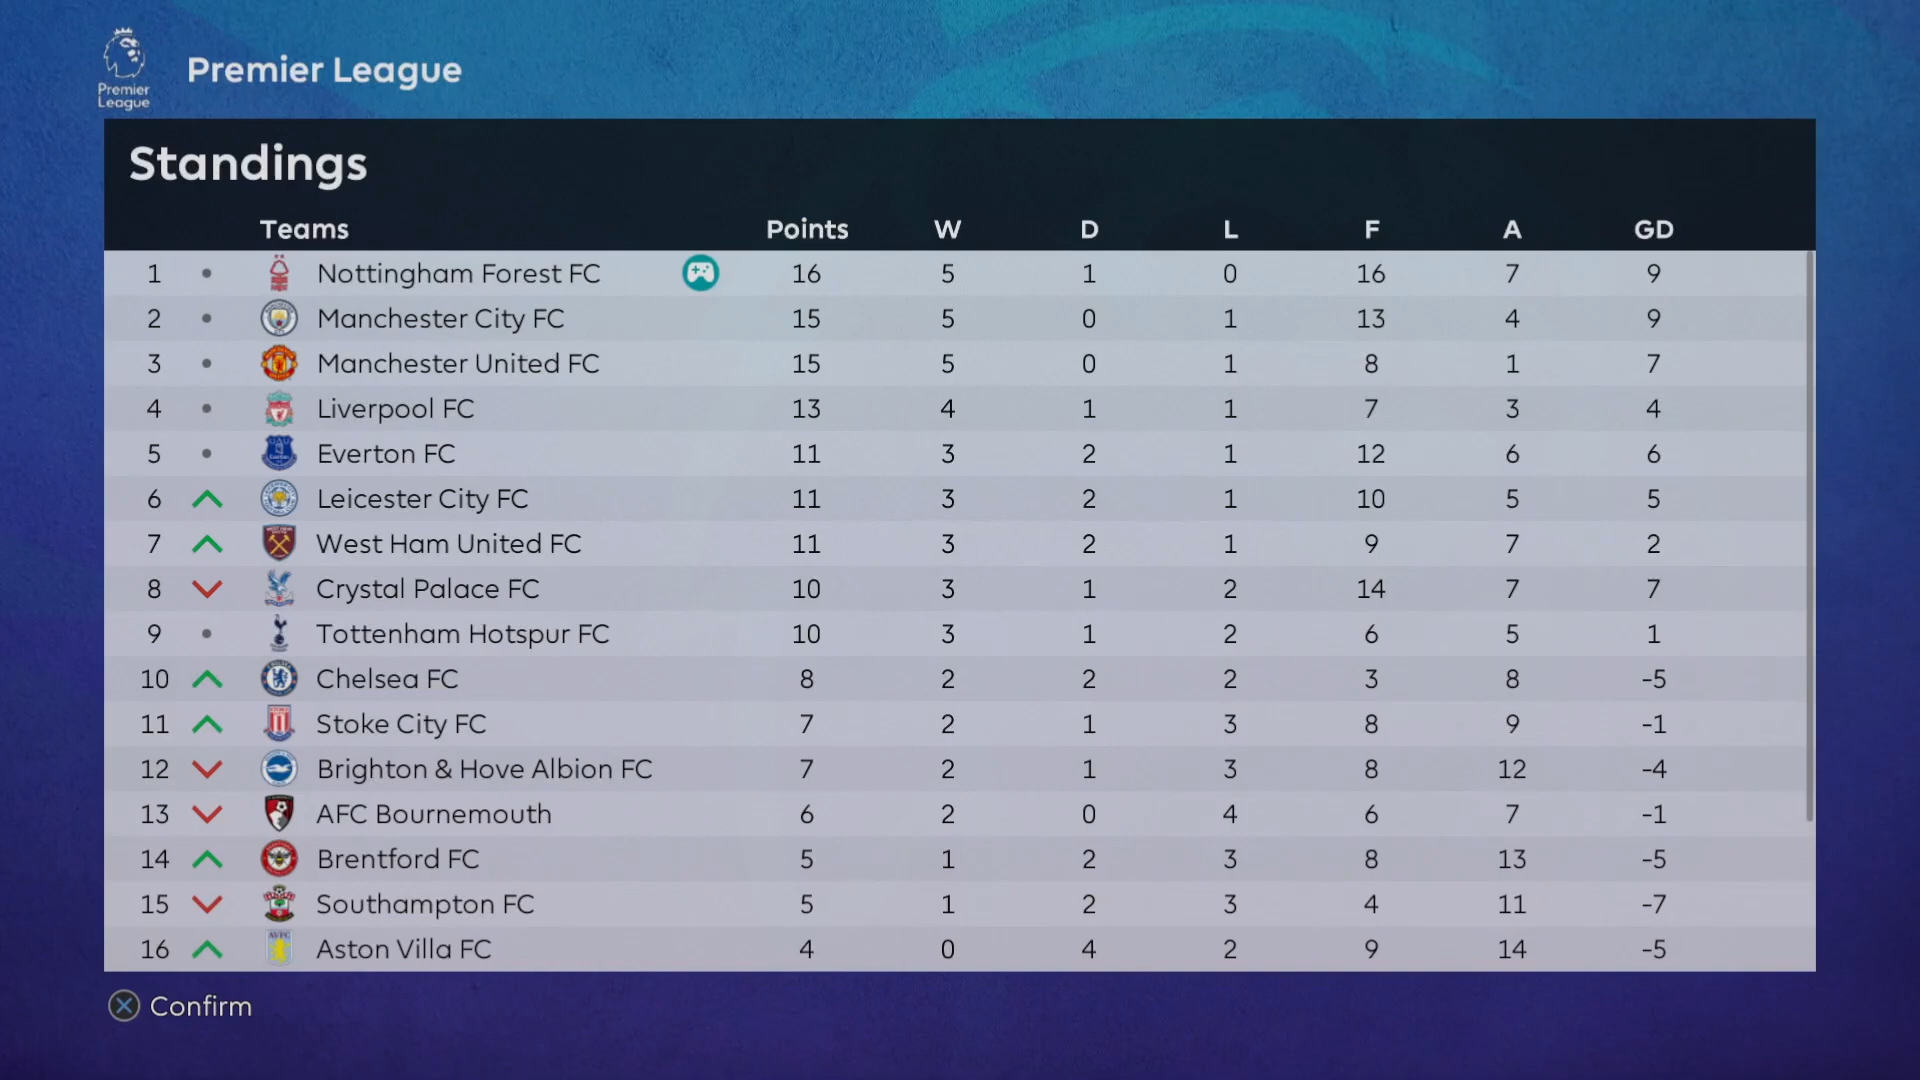 Premier League
Premier League
Standings
Teams Points W D L F A GD
1 Nottingham Forest FC 16 5 1 0 16 7 9
2 Manchester City FC 15 5 0 1 13 4 9
3 Manchester United FC 15 5 0 1 8 1 7
4 Liverpool FC 13 4 1 1 7 3 4
5 Everton FC 11 3 2 1 12 6 6
6 Leicester City FC 11 3 2 1 10 5 5
7 West Ham United FC 11 3 2 1 9 7 2
8 Crystal Palace FC 10 3 1 2 14 7 7
9 Tottenham Hotspur FC 10 3 1 2 6 5 1
10 Chelsea FC 8 2 2 2 3 8 -5
11 Stoke City FC 7 2 1 3 8 9 -1
12 Brighton & Hove Albion FC 7 2 1 3 8 12 -4
13 AFC Bournemouth 6 2 0 4 6 7 -1
14 Brentford FC 5 1 2 3 8 13 -5
15 Southampton FC 5 1 2 3 4 11 -7
16 Aston Villa FC 4 0 4 2 9 14 -5
Confirm